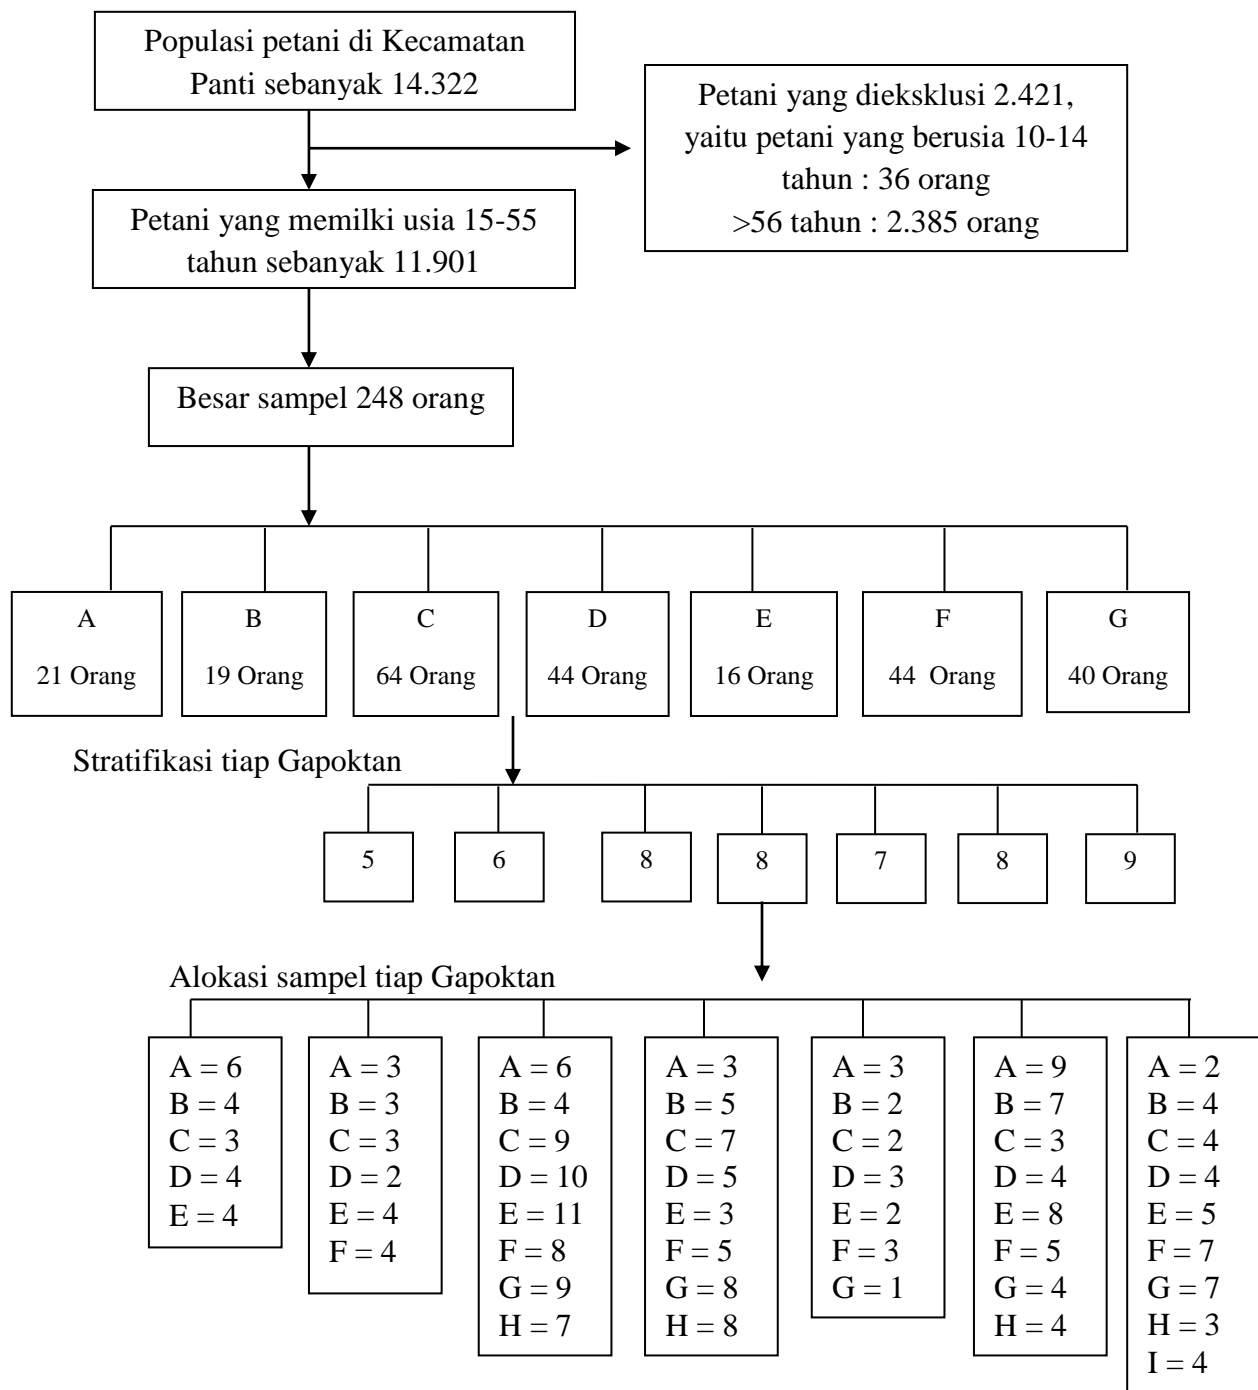 Populasi petani di Kecamatan
Panti sebanyak 14.322
Petani yang dieksklusi 2.421,
yaitu petani yang berusia 10-14
tahun : 36 orang
>56 tahun : 2.385 orang
Petani yang memilki usia 15-55
tahun sebanyak 11.901
Besar sampel 248 orang
A
21 Orang
B
19 Orang
C
64 Orang
D
44 Orang
E
16 Orang
F
44 Orang
G
40 Orang
Stratifikasi tiap Gapoktan
5
6
8
8
7
8
9
Alokasi sampel tiap Gapoktan
A = 6
B = 4
C = 3
D = 4
E = 4
A = 3
B = 3
C = 3
D = 2
E = 4
F = 4
A = 6
B = 4
C = 9
D = 10
E = 11
F = 8
G = 9
H = 7
A = 3
B = 5
C = 7
D = 5
E = 3
F = 5
G = 8
H = 8
A = 3
B = 2
C = 2
D = 3
E = 2
F = 3
G = 1
A = 9
B = 7
C = 3
D = 4
E = 8
F = 5
G = 4
H = 4
A = 2
B = 4
C = 4
D = 4
E = 5
F = 7
G = 7
H = 3
I = 4